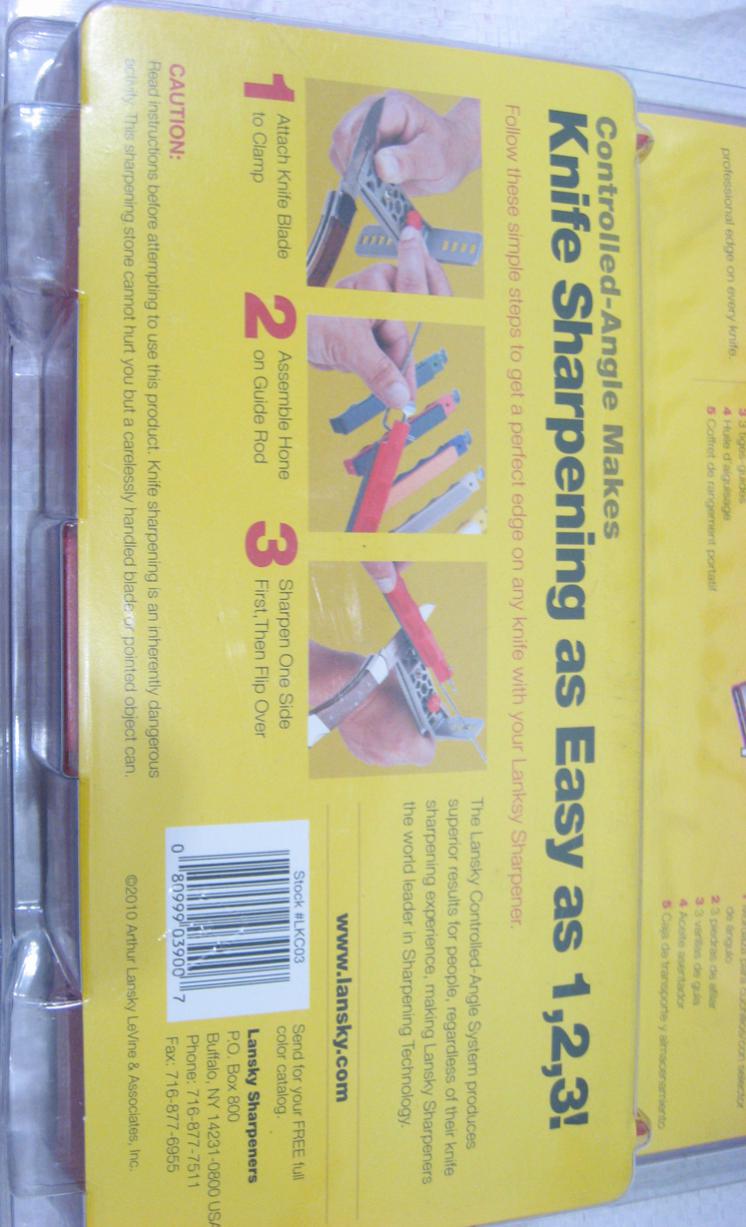 Controlled-Angle Makes
Knife Sharpening as Easy as 1,2,3!
Follow these simple steps to get a perfect edge on any knife with your Lanksy Sharpener.
1 Attach Knife Blade
to Clamp
2 Assemble Hone
on Guide Rod
3 Sharpen One Side
First, Then Flip Over
The Lansky Controlled-Angle System produces
superior results for people, regardless of their knife
sharpening experience, making Lansky Sharpeners
the world leader in Sharpening Technology.
www.lansky.com
CAUTION:
Read instructions before attempting to use this product. Knife sharpening is an inherently dangerous
activity. This sharpening stone cannot hurt you but a carelessly handled blade or pointed object can.
Stock #LKC03
0 80999 03900 7
Send for your FREE full
color catalog.
Lansky Sharpeners
P.O. Box 800
Buffalo, NY 14231-0800 USA
Phone: 716-877-7511
Fax: 716-877-6955
©2010 Arthur Lansky LeVine & Associates, Inc.
professional edge on every knife.
3 3 tiges-guides
4 Huile d'aiguisage
5 Coffret de rangement portatif
de ángulo
2 3 piedras de afilar
3 3 varillas de guía
4 Aceite asentador
5 Caja de transporte y almacenamiento